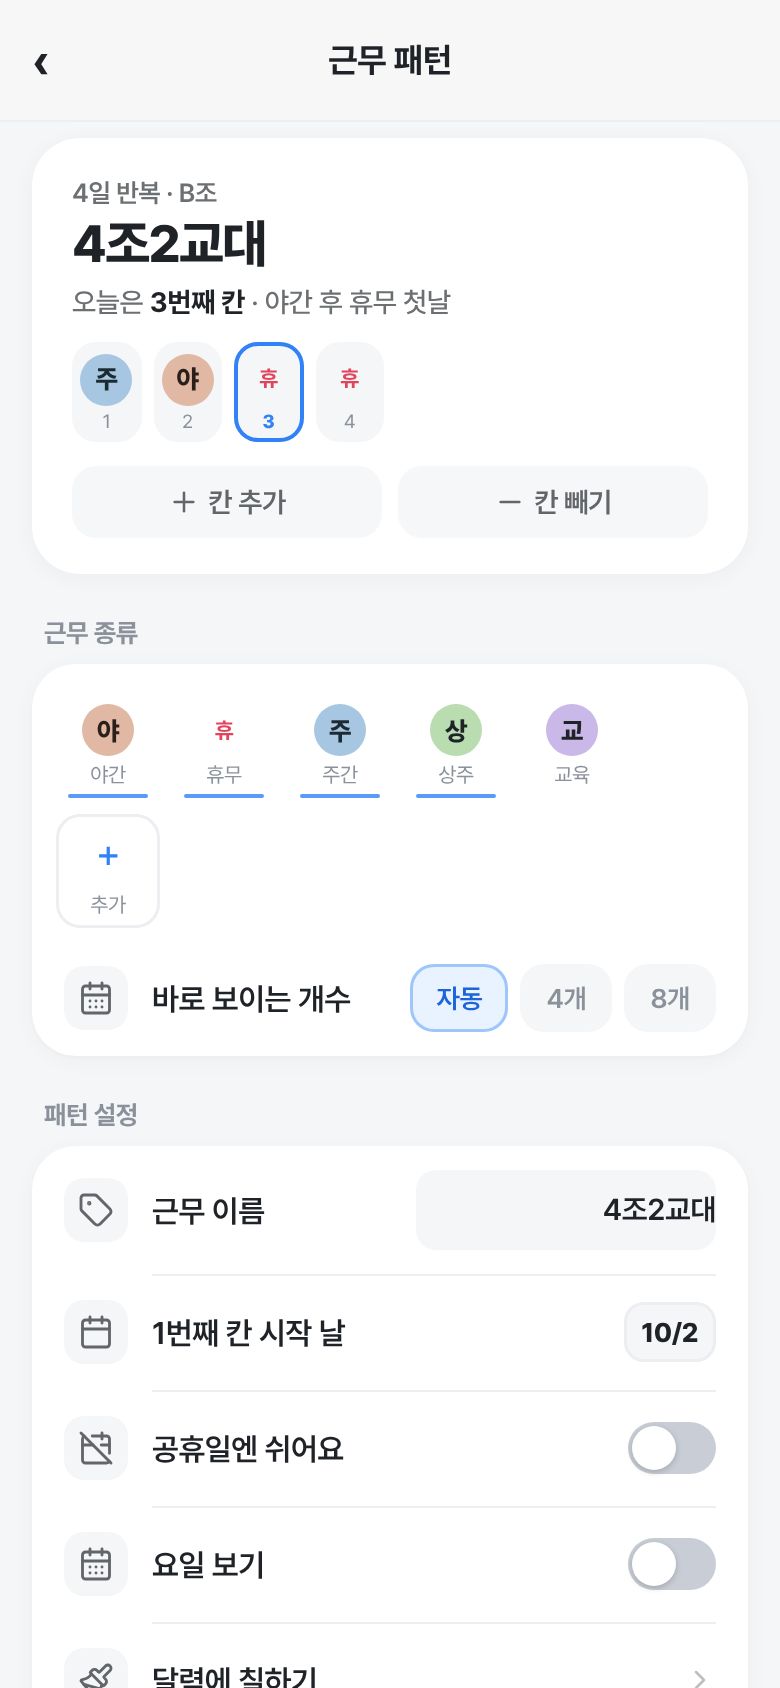 근무 패턴
4일 반복 · B조
4조2교대
오늘은 3번째 칸 · 야간 후 휴무 첫날
주 야 휴 휴
1 2 3 4
+ 칸 추가 − 칸 빼기
근무 종류
야 휴 주 상 교
야간 휴무 주간 상주 교육
+
추가
바로 보이는 개수 자동 4개 8개
패턴 설정
근무 이름 4조2교대
1번째 칸 시작 날 10/2
공휴일엔 쉬어요
요일 보기
달력에 칠하기